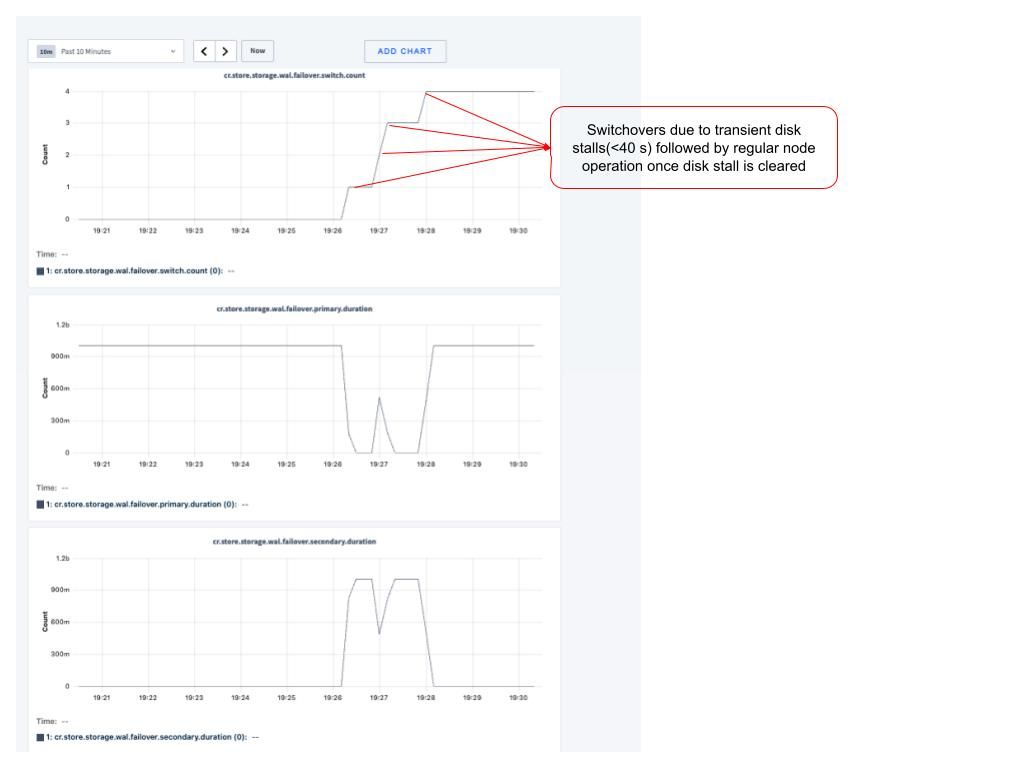 10m Past 10 Minutes
Now
ADD CHART
cr.store.storage.wal.failover.switch.count
4
3
2
1
0
Count
19:21 19:22 19:23 19:24 19:25 19:26 19:27 19:28 19:29 19:30
Time: --
1: cr.store.storage.wal.failover.switch.count (0): --
Switchovers due to transient disk
stalls(<40 s) followed by regular node
operation once disk stall is cleared
cr.store.storage.wal.failover.primary.duration
1.2b
900m
600m
300m
0
Count
19:21 19:22 19:23 19:24 19:25 19:26 19:27 19:28 19:29 19:30
Time: --
1: cr.store.storage.wal.failover.primary.duration (0): --
cr.store.storage.wal.failover.secondary.duration
1.2b
900m
600m
300m
0
Count
19:21 19:22 19:23 19:24 19:25 19:26 19:27 19:28 19:29 19:30
Time: --
1: cr.store.storage.wal.failover.secondary.duration (0): --